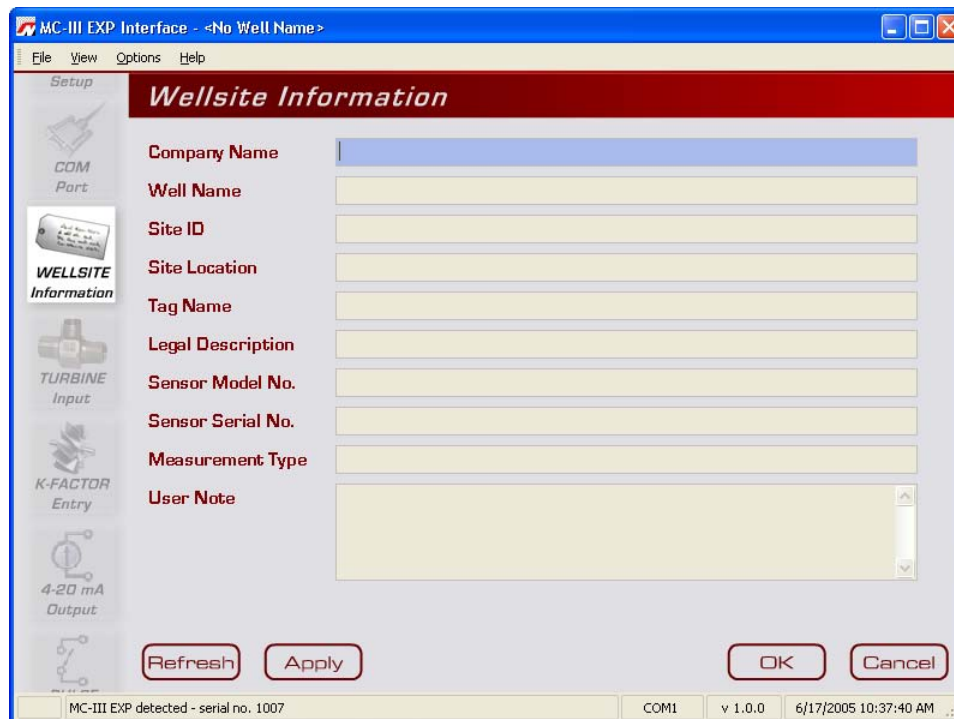 MC-III EXP Interface - <No Well Name>
File View Options Help
Setup
COM
Port
WELLSITE
Information
TURBINE
Input
K-FACTOR
Entry
4-20 mA
Output
Wellsite Information
Company Name
Well Name
Site ID
Site Location
Tag Name
Legal Description
Sensor Model No.
Sensor Serial No.
Measurement Type
User Note
Refresh Apply OK Cancel
MC-III EXP detected - serial no. 1007 COM1 v 1.0.0 6/17/2005 10:37:40 AM